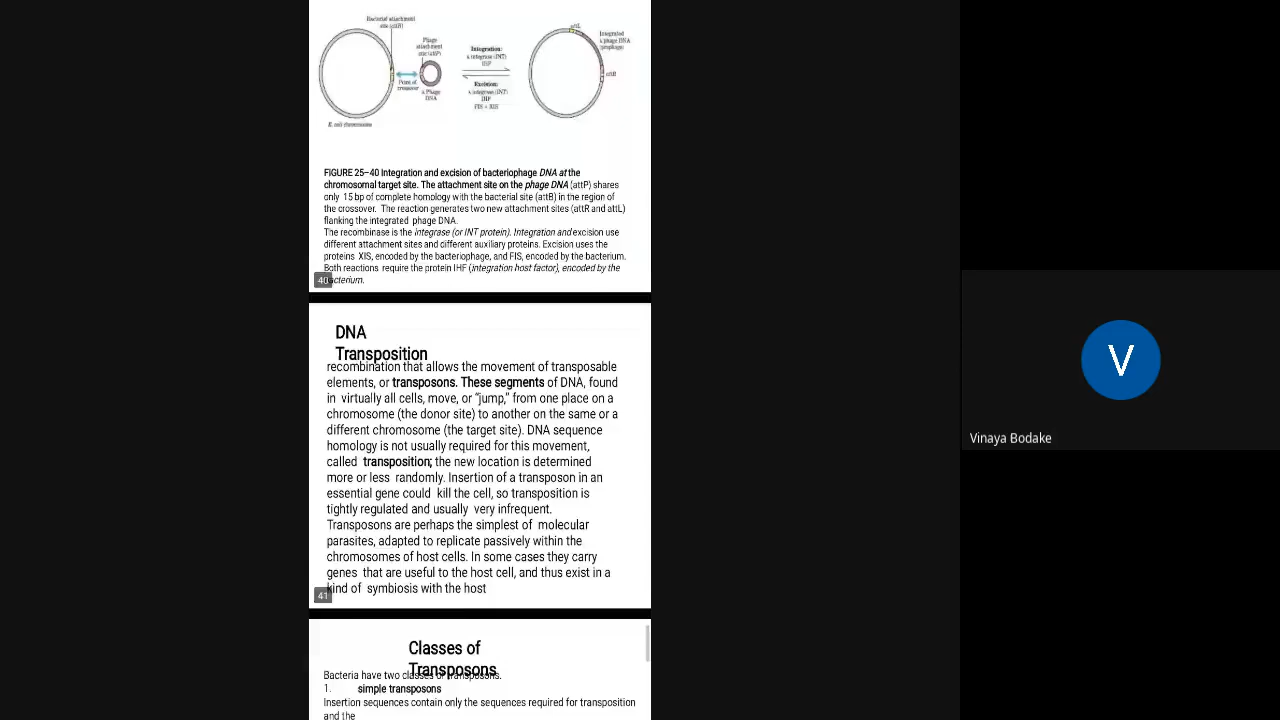 Bacterial attachment
site (attB)
Phage
attachment
site (attP)
Point of
crossover
λ Phage
DNA
E. coli chromosome
Integration:
λ integrase (INT)
IHF
Excision:
λ integrase (INT)
IHF
FIS + XIS
attL
Integrated
λ phage DNA
(prophage)
attR
FIGURE 25–40 Integration and excision of bacteriophage DNA at the
chromosomal target site. The attachment site on the phage DNA (attP) shares
only 15 bp of complete homology with the bacterial site (attB) in the region of
the crossover. The reaction generates two new attachment sites (attR and attL)
flanking the integrated phage DNA.
The recombinase is the integrase (or INT protein). Integration and excision use
different attachment sites and different auxiliary proteins. Excision uses the
proteins XIS, encoded by the bacteriophage, and FIS, encoded by the bacterium.
Both reactions require the protein IHF (integration host factor), encoded by the
bacterium.
40
DNA
Transposition
recombination that allows the movement of transposable
elements, or transposons. These segments of DNA, found
in virtually all cells, move, or “jump,” from one place on a
chromosome (the donor site) to another on the same or a
different chromosome (the target site). DNA sequence
homology is not usually required for this movement,
called transposition; the new location is determined
more or less randomly. Insertion of a transposon in an
essential gene could kill the cell, so transposition is
tightly regulated and usually very infrequent.
Transposons are perhaps the simplest of molecular
parasites, adapted to replicate passively within the
chromosomes of host cells. In some cases they carry
genes that are useful to the host cell, and thus exist in a
kind of symbiosis with the host
41
Classes of
Transposons
Bacteria have two classes of transposons.
1. simple transposons
Insertion sequences contain only the sequences required for transposition
and the
V
Vinaya Bodake